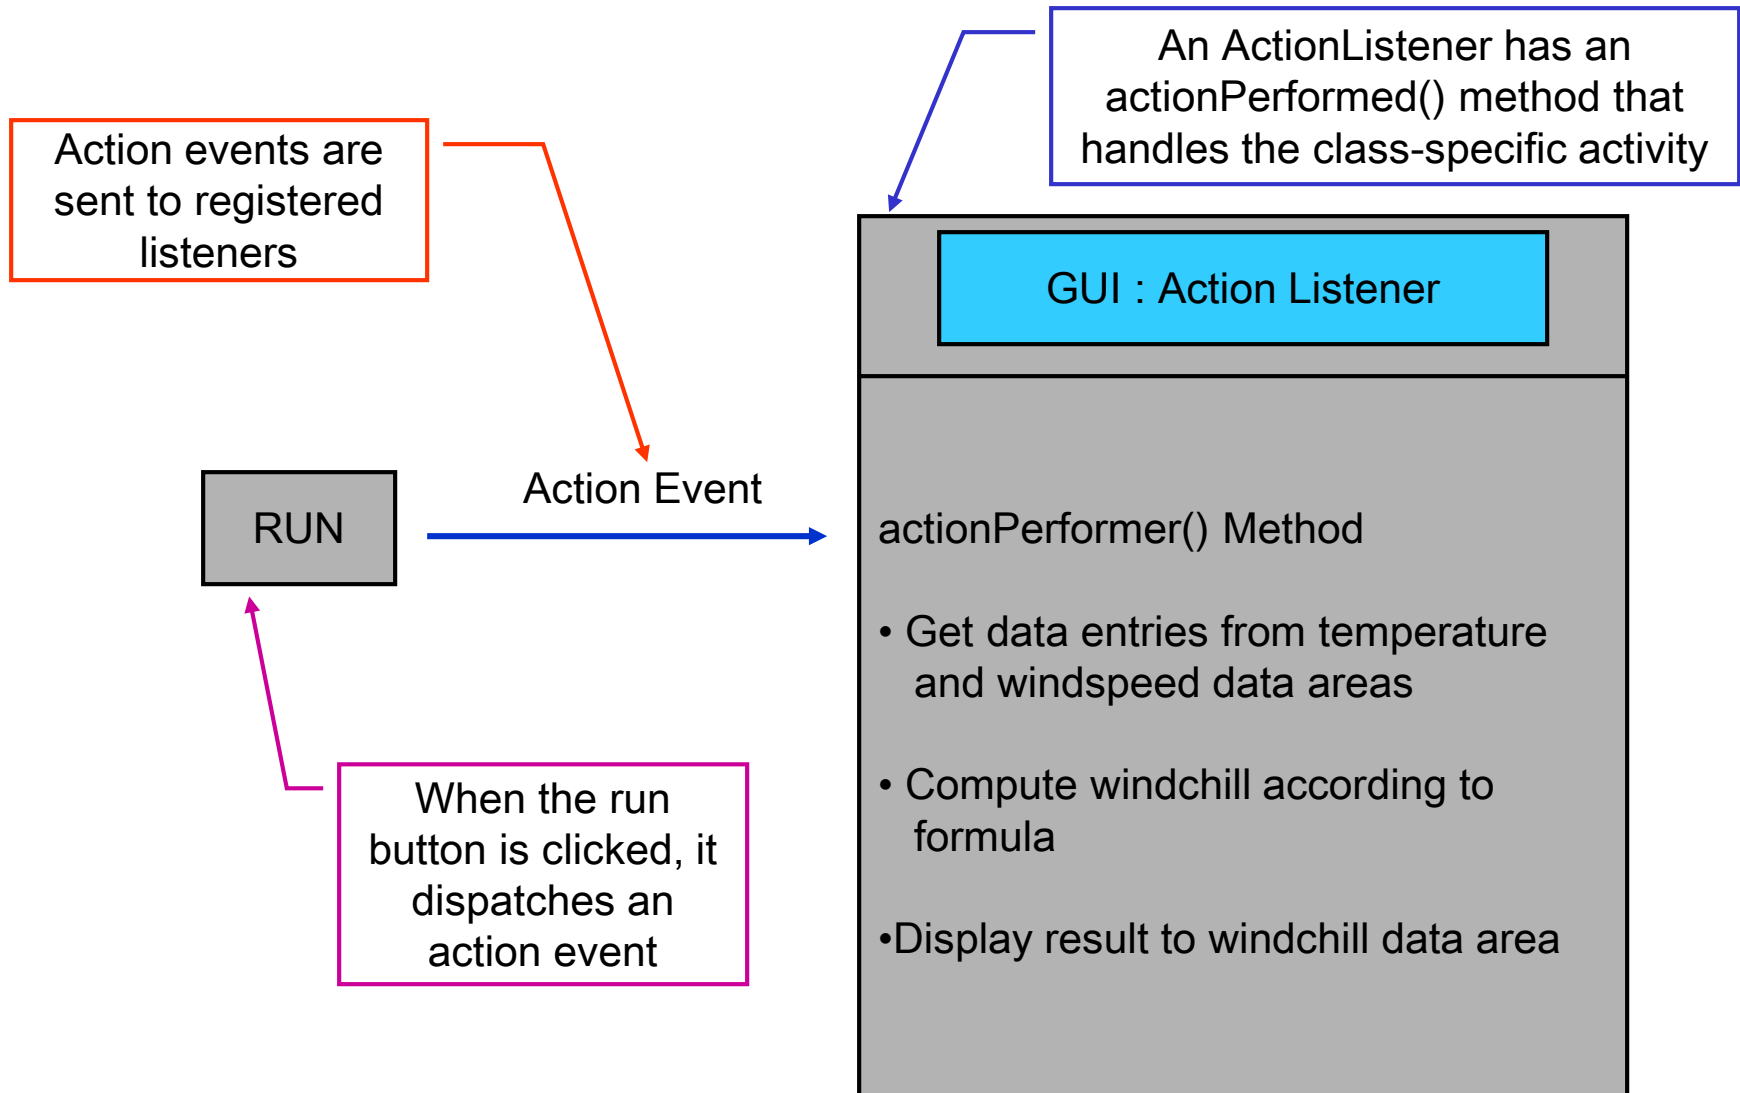 An ActionListener has an
actionPerformed() method that
handles the class-specific activity
Action events are
sent to registered
listeners
GUI : Action Listener
Action Event
RUN
actionPerformer() Method
• Get data entries from temperature
and windspeed data areas
• Compute windchill according to
formula
•Display result to windchill data area
When the run
button is clicked, it
dispatches an
action event